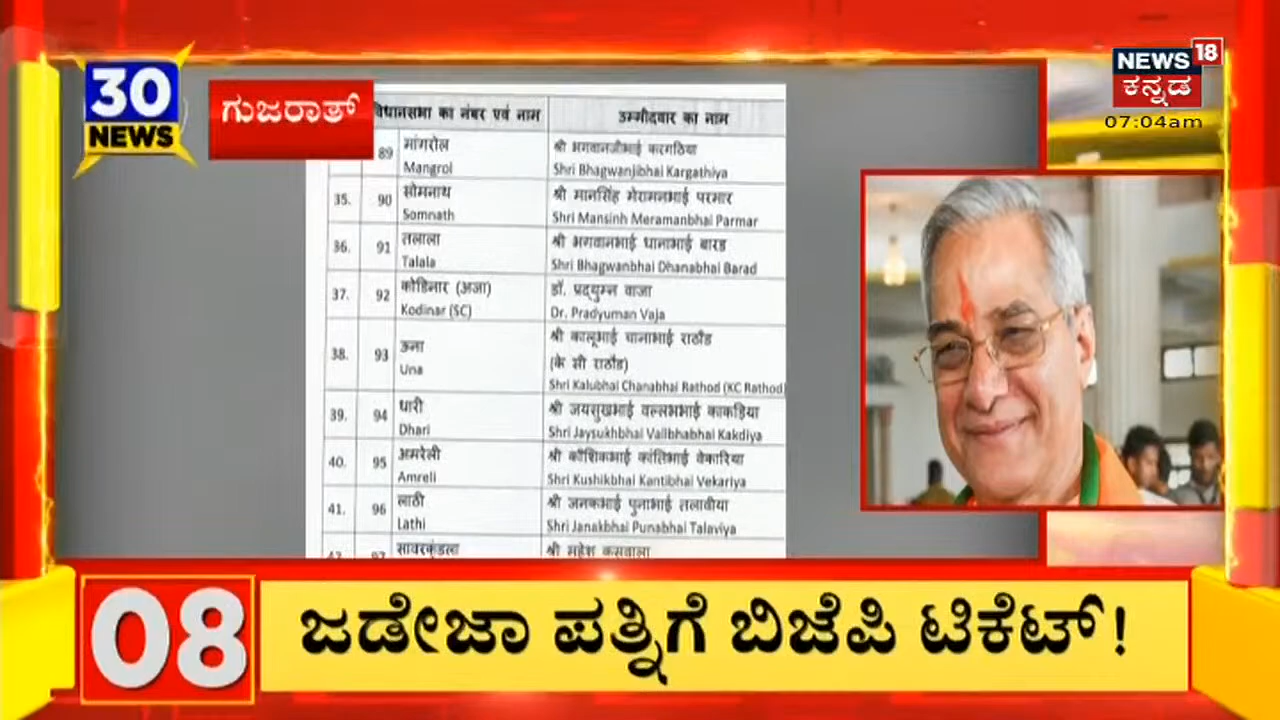 30
NEWS
ಗುಜರಾತ್
NEWS 18
ಕನ್ನಡ
07:04am
विधानसभा का नंबर एवं नाम उम्मीदवार का नाम
89 मांगरोल श्री भगवानजीभाई करगठिया
Mangrol Shri Bhagwanjibhai Kargathiya
35. 90 सोमनाथ श्री मानसिंह मेरामनभाई परमार
Somnath Shri Mansinh Meramanbhai Parmar
36. 91 तलाला श्री भगवानभाई धानाभाई बारड
Talala Shri Bhagwanbhai Dhanabhai Barad
37. 92 कोडिनार (अजा) डॉ. प्रद्युम्न वाजा
Kodinar (SC) Dr. Pradyuman Vaja
38. 93 ऊना श्री कालूभाई चानाभाई राठौड
(के सी राठौड)
Una Shri Kalubhai Chanabhai Rathod (KC Rathod)
39. 94 धारी श्री जयसुखभाई वल्लभभाई काकड़िया
Dhari Shri Jaysukhbhai Vallbhabhai Kakdiya
40. 95 अमरेली श्री कौशिकभाई कांतिभाई वेकारिया
Amreli Shri Kushikbhai Kantibhai Vekariya
41. 96 लाठी श्री जनकभाई पुनाभाई तलावीया
Lathi Shri Janakbhai Punabhai Talaviya
सावरकुंडला श्री महेश कसवाला
08 ಜಡೇಜಾ ಪತ್ನಿಗೆ ಬಿಜೆಪಿ ಟಿಕೆಟ್!